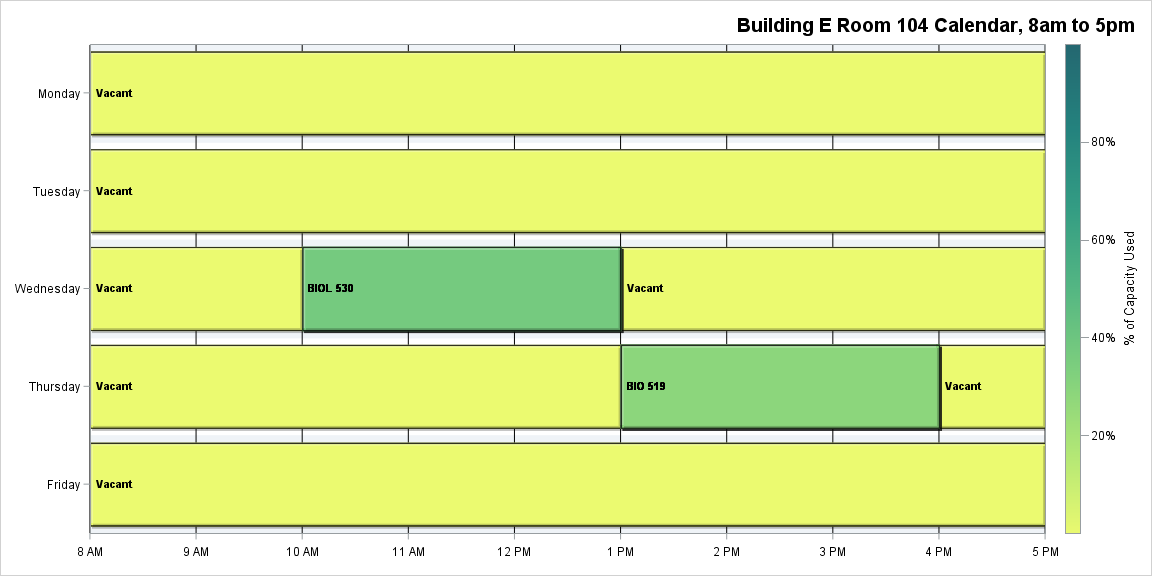 Building E Room 104 Calendar, 8am to 5pm
Monday
Vacant
80%
Tuesday
Vacant
60%
% of Capacity Used
Wednesday
Vacant
BIOL 530
Vacant
40%
Thursday
Vacant
BIO 519
Vacant
20%
Friday
Vacant
8 AM 9 AM 10 AM 11 AM 12 PM 1 PM 2 PM 3 PM 4 PM 5 PM